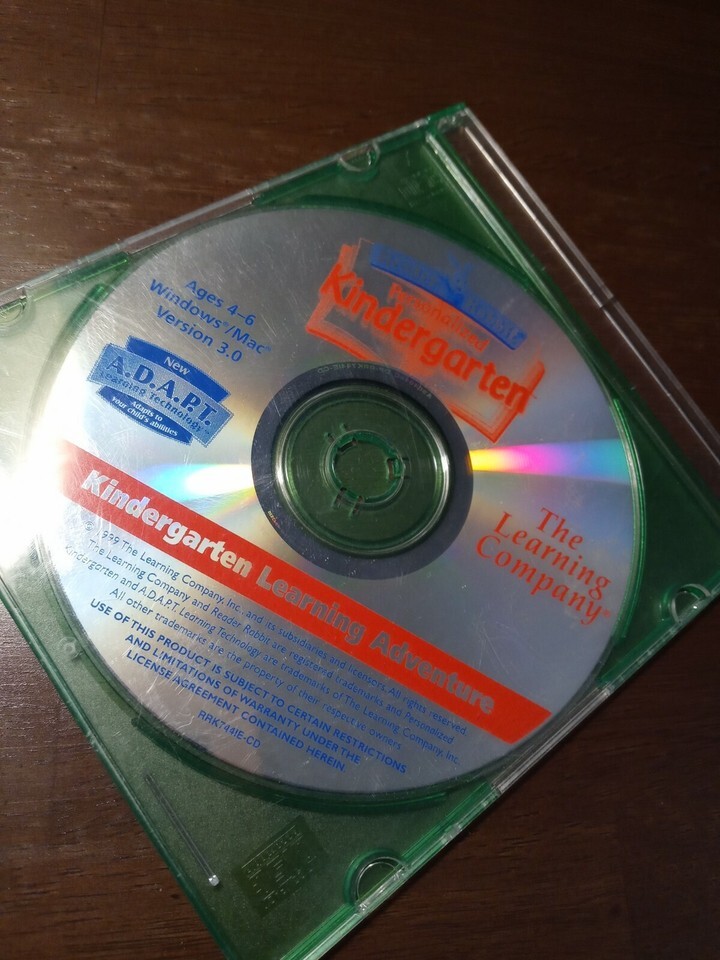 Ages 4–6
Windows®/Mac®
Version 3.0
New
A.D.A.P.T.
Learning Technology™
Adapts to
your child's abilities
Personalized
Kindergarten
The
Learning
Company®
Kindergarten Learning Adventure
1999 The Learning Company, Inc., and its subsidiaries and licensers. All rights reserved.
The Learning Company and Reader Rabbit are registered trademarks and Personalized
Kindergarten and A.D.A.P.T. Learning Technology are trademarks of The Learning Company, Inc.
All other trademarks are the property of their respective owners.
USE OF THIS PRODUCT IS SUBJECT TO CERTAIN RESTRICTIONS
AND LIMITATIONS OF WARRANTY UNDER THE
LICENSE AGREEMENT CONTAINED HEREIN.
RRK744IE-CD